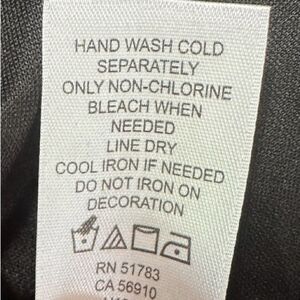 HAND WASH COLD
SEPARATELY
ONLY NON-CHLORINE
BLEACH WHEN
NEEDED
LINE DRY
COOL IRON IF NEEDED
DO NOT IRON ON
DECORATION
RN 51783
CA 56910